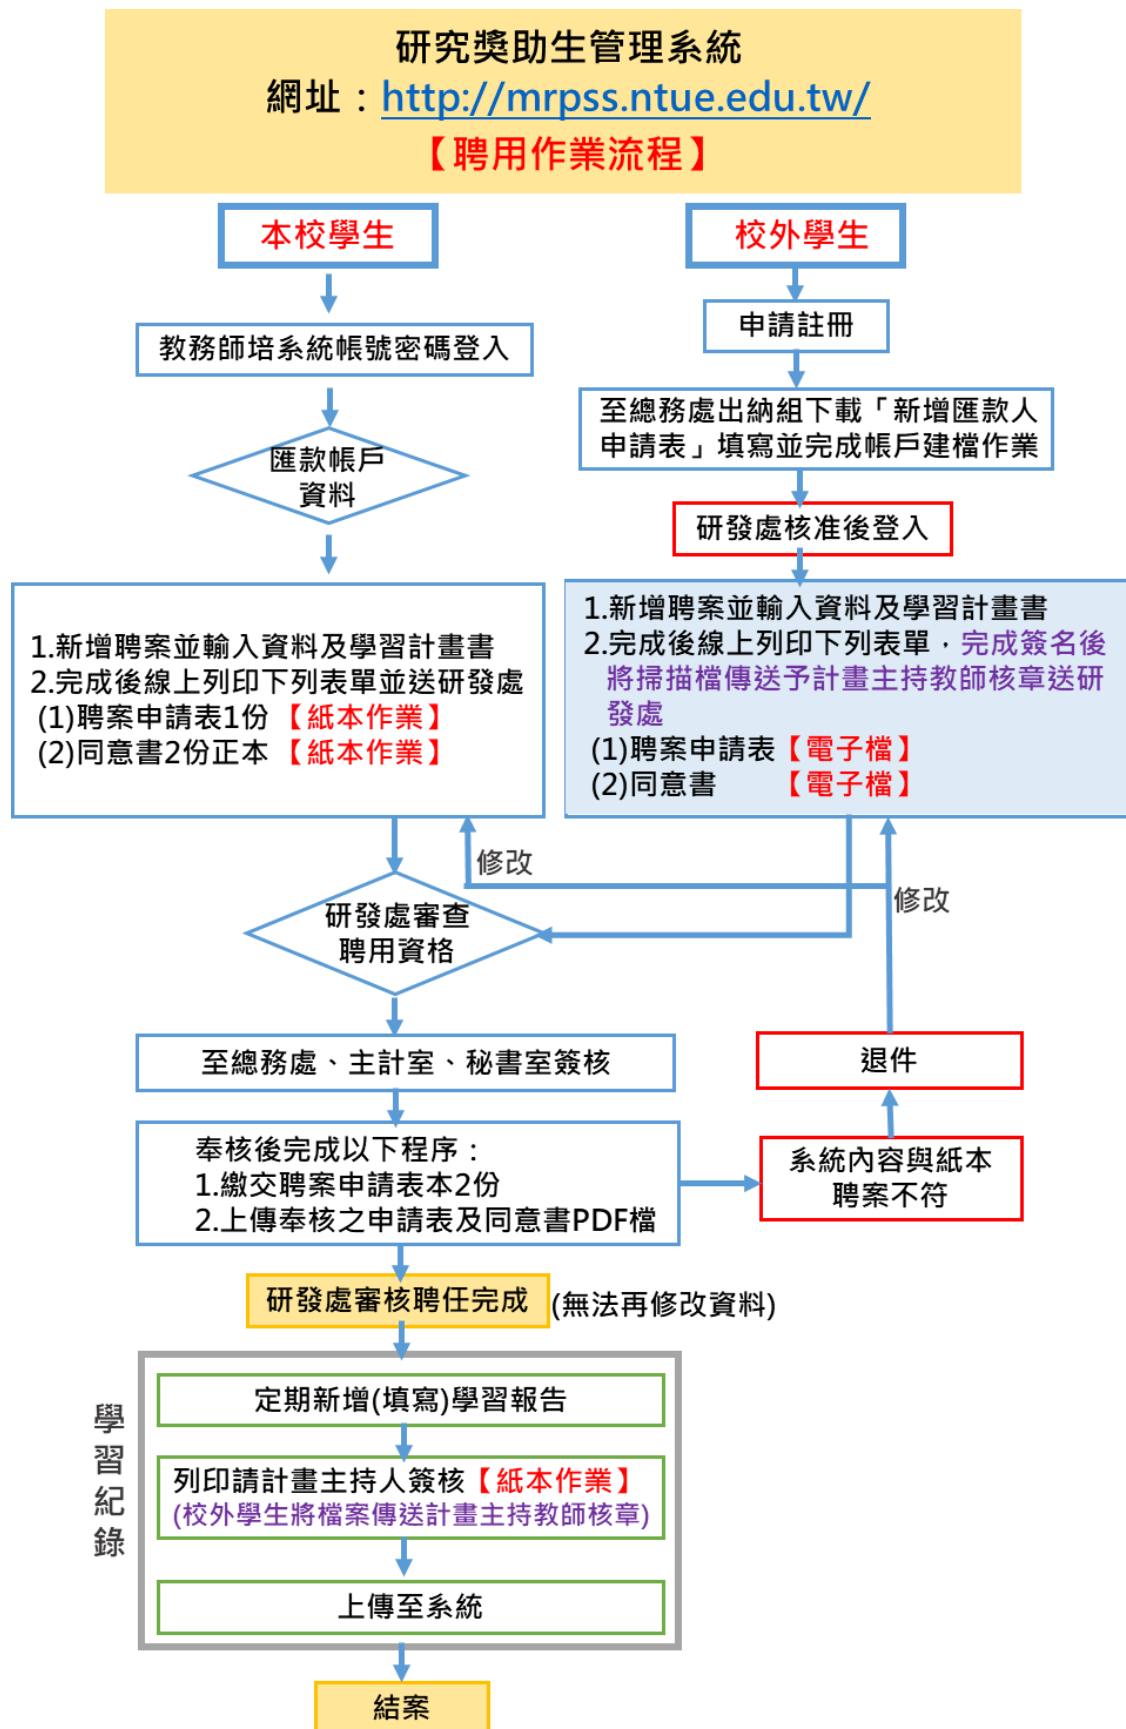 研究獎助生管理系統
網址：http://mrpss.ntue.edu.tw/
【聘用作業流程】
本校學生
教務師培系統帳號密碼登入
匯款帳戶
資料
1.新增聘案並輸入資料及學習計畫書
2.完成後線上列印下列表單並送研發處
(1)聘案申請表1份【紙本作業】
(2)同意書2份正本【紙本作業】
校外學生
申請註冊
至總務處出納組下載「新增匯款人
申請表」填寫並完成帳戶建檔作業
研發處核准後登入
1.新增聘案並輸入資料及學習計畫書
2.完成後線上列印下列表單，完成簽名後
將掃描檔傳送予計畫主持教師核章送研
發處
(1)聘案申請表【電子檔】
(2)同意書 【電子檔】
修改
修改
研發處審查
聘用資格
至總務處、主計室、秘書室簽核
退件
奉核後完成以下程序：
1.繳交聘案申請表本2份
2.上傳奉核之申請表及同意書PDF檔
系統內容與紙本
聘案不符
研發處審核聘任完成(無法再修改資料)
學習紀錄
定期新增(填寫)學習報告
列印請計畫主持人簽核【紙本作業】
(校外學生將檔案傳送計畫主持教師核章)
上傳至系統
結案